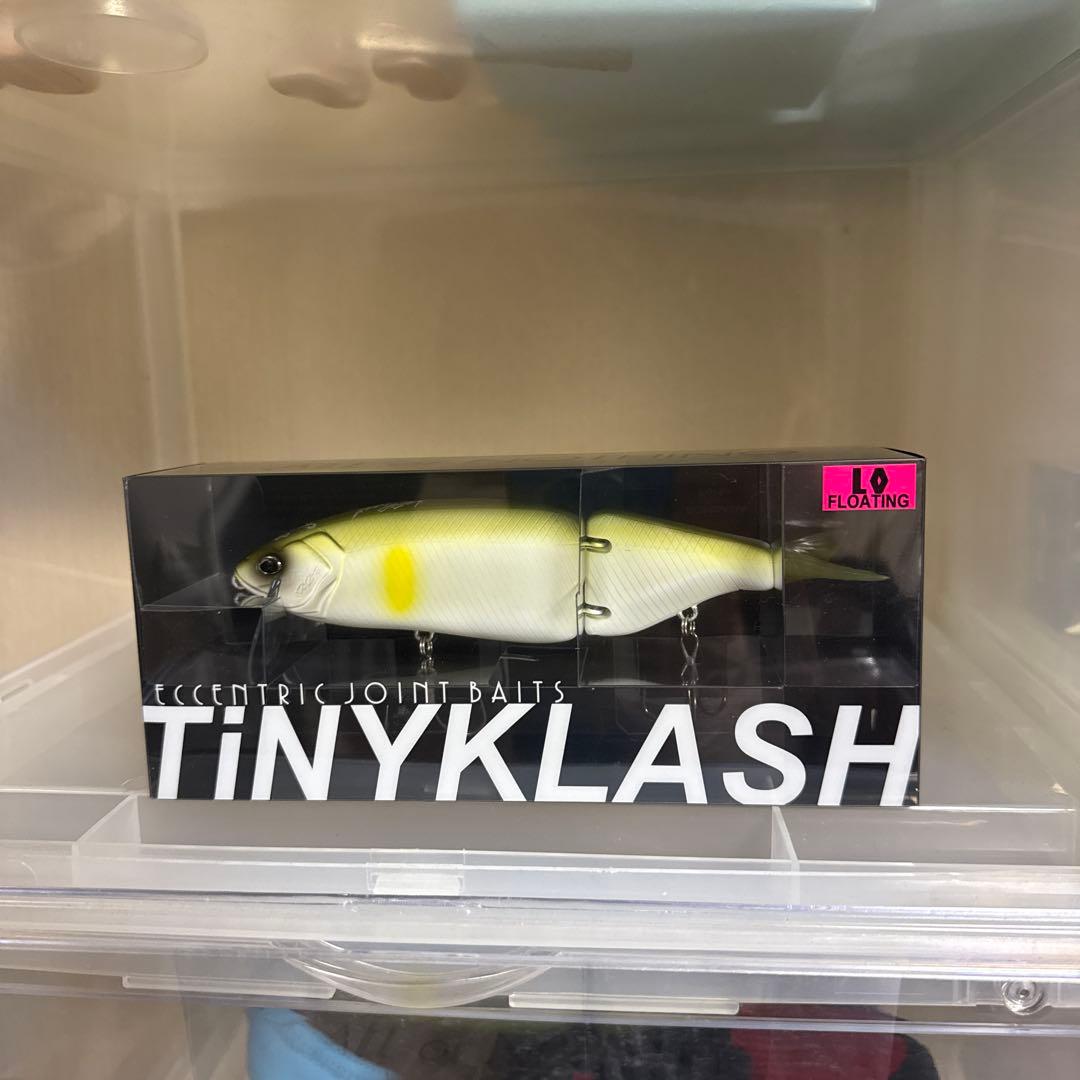 LO
FLOATING
ECCENTRIC JOINT BAITS
TiNYKLASH